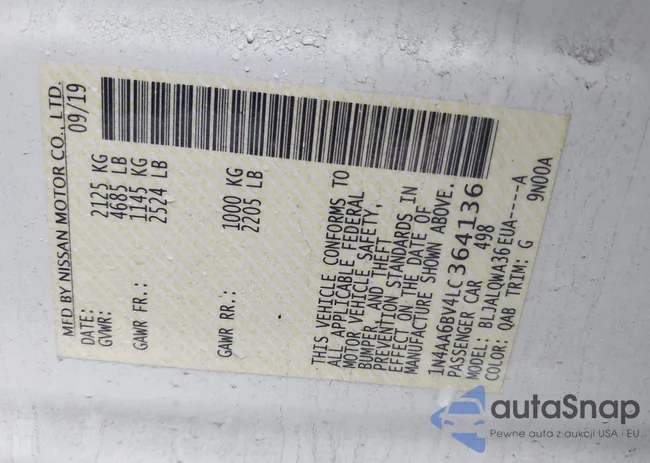 MFD BY NISSAN MOTOR CO., LTD.
DATE: 09/19
GVWR: 2125 KG
4685 LB
GAWR FR.: 1145 KG
2524 LB
GAWR RR.: 1000 KG
2205 LB
THIS VEHICLE CONFORMS TO
ALL APPLICABLE FEDERAL
MOTOR VEHICLE SAFETY,
BUMPER, AND THEFT
PREVENTION STANDARDS IN
EFFECT ON THE DATE OF
MANUFACTURE SHOWN ABOVE.
1N4AA6BV4LC364136
PASSENGER CAR 498
MODEL: BLJALQWA36EUA-----A
COLOR: QAB TRIM: G 9N00A
autaSnap
Pewne auta z aukcji USA i EU